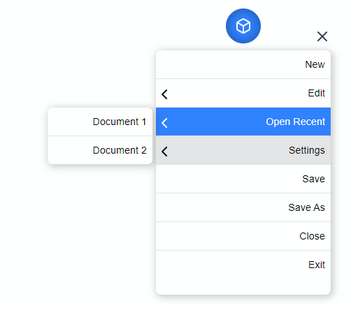 New
Edit
Open Recent
Document 1
Document 2
Settings
Save
Save As
Close
Exit